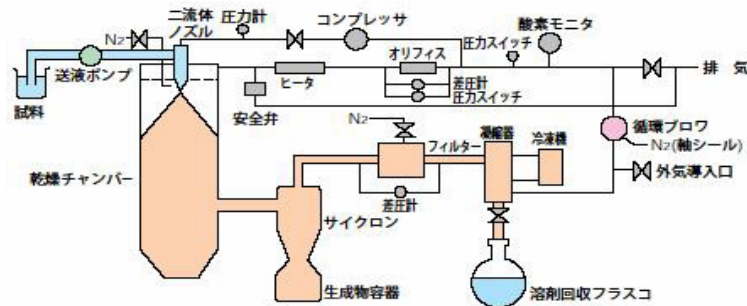 二流体
ノズル
圧力計
コンプレッサ
酸素モニタ
N₂
オリフィス
圧力スイッチ
送液ポンプ
排 気
ヒータ
差圧計
圧力スイッチ
試料
安全弁
N₂
循環ブロワ
凝縮器
冷凍機
フィルター
N₂(軸シール)
乾燥チャンバー
外気導入口
差圧計
サイクロン
生成物容器
溶剤回収フラスコ